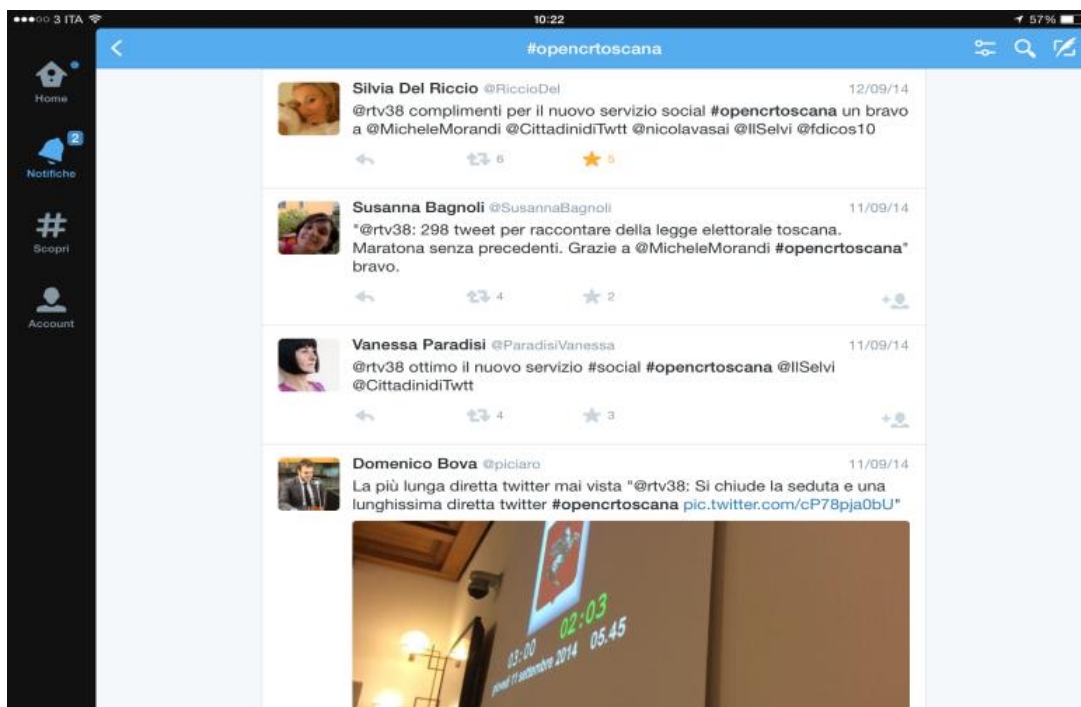 3 ITA 10:22 57%
#opencrtoscana
Home
2
Notifiche
Scopri
Account
Silvia Del Riccio @RiccioDel 12/09/14
@rtv38 complimenti per il nuovo servizio social #opencrtoscana un bravo
a @MicheleMorandi @CittadinidiTwtt @nicolavasai @IlSelvi @fdicos10
6 5
Susanna Bagnoli @SusannaBagnoli 11/09/14
"@rtv38: 298 tweet per raccontare della legge elettorale toscana.
Maratona senza precedenti. Grazie a @MicheleMorandi #opencrtoscana"
bravo.
4 2
Vanessa Paradisi @ParadisiVanessa 11/09/14
@rtv38 ottimo il nuovo servizio #social #opencrtoscana @IlSelvi
@CittadinidiTwtt
4 3
Domenico Bova @piciaro 11/09/14
La più lunga diretta twitter mai vista "@rtv38: Si chiude la seduta e una
lunghissima diretta twitter #opencrtoscana pic.twitter.com/cP78pja0bU"
03:00 02:03
giovedì 11 settembre 2014 05.45